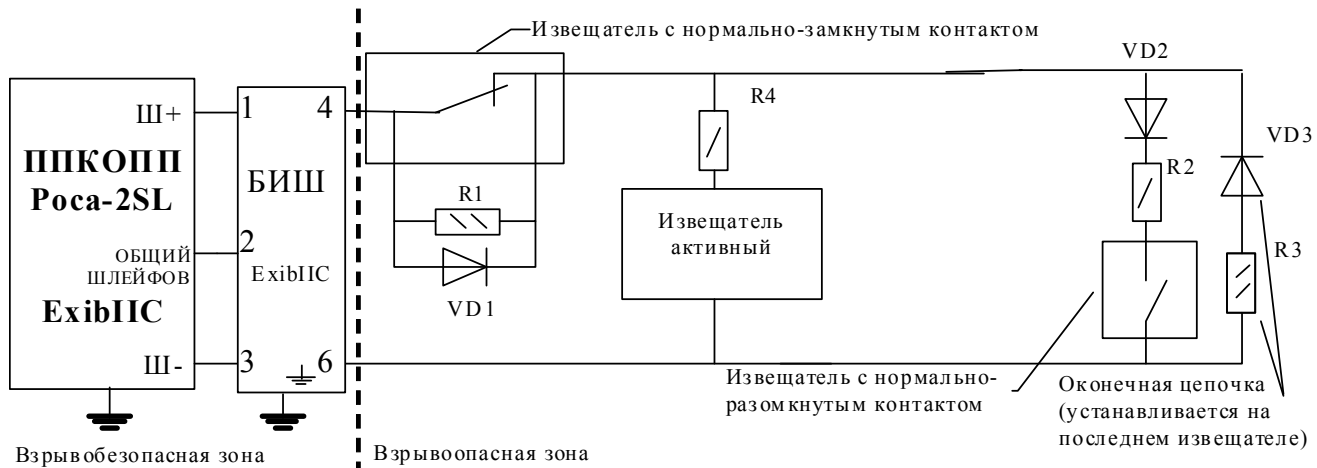 Извещатель с нормально-замкнутым контактом
VD2
Ш+
1
4
R4
VD3
ППКОПП
Роса-2SL
БИШ
R1
R2
Извещатель
активный
ОБЩИЙ
ШЛЕЙФОВ
2
ExibIIC
R3
ExibIIC
VD1
Ш-
3
6
Извещатель с нормально-
разомкнутым контактом
Оконечная цепочка
(устанавливается на
последнем извещателе)
Взрывобезопасная зона
Взрывоопасная зона